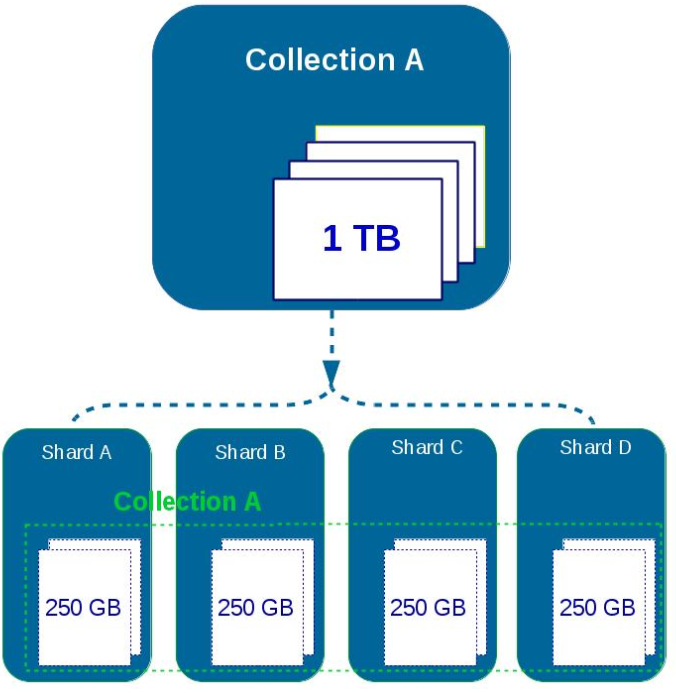 Collection A
1 TB
Shard A
Shard B
Shard C
Shard D
Collection A
250 GB
250 GB
250 GB
250 GB